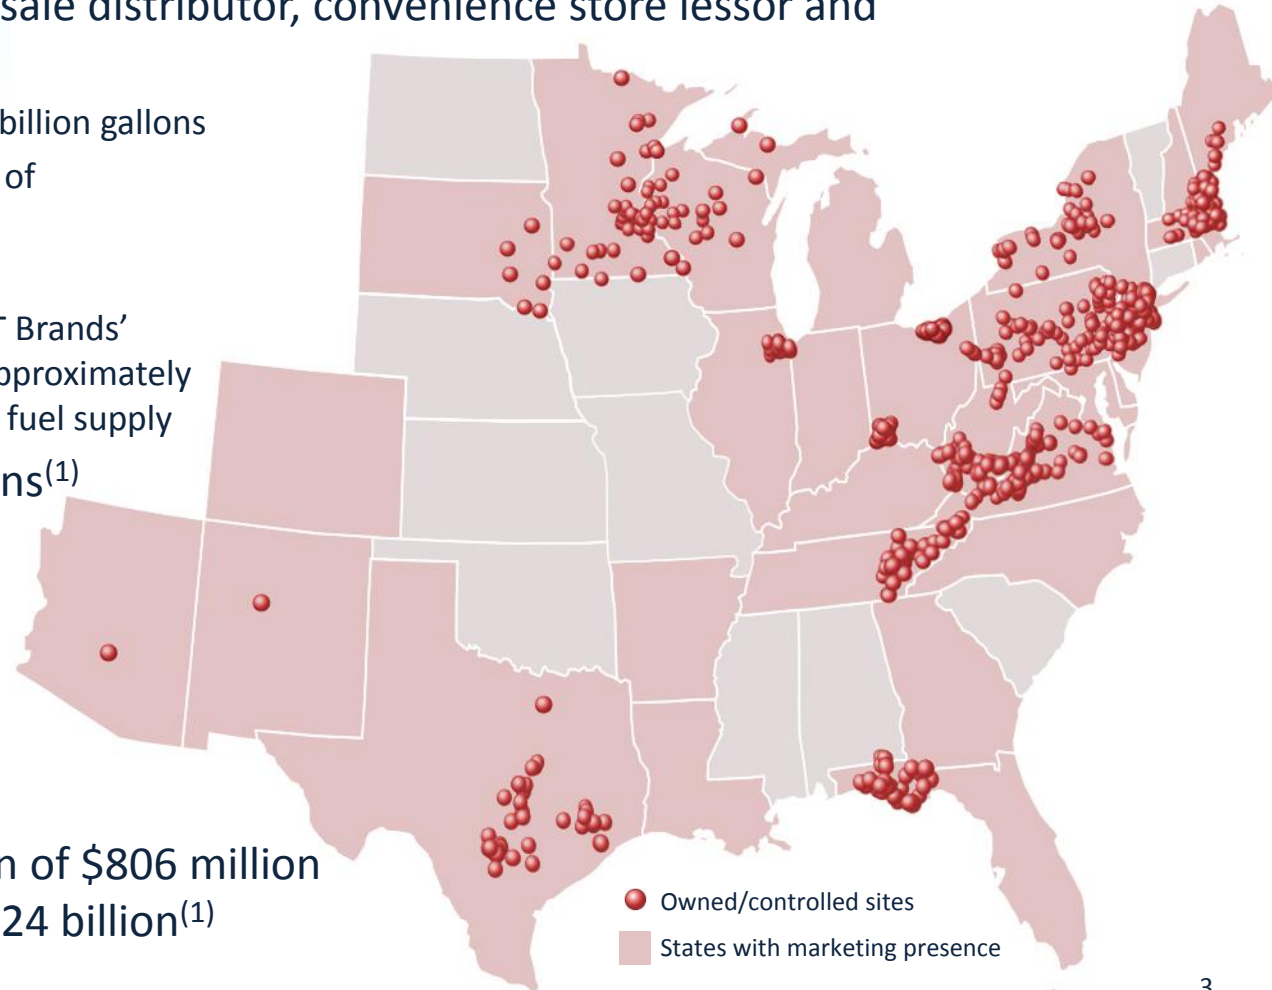 sale distributor, convenience store lessor and
billion gallons
of
T Brands’
pproximately
fuel supply
ns(1)
n of $806 million
24 billion(1)
Owned/controlled sites
States with marketing presence
3